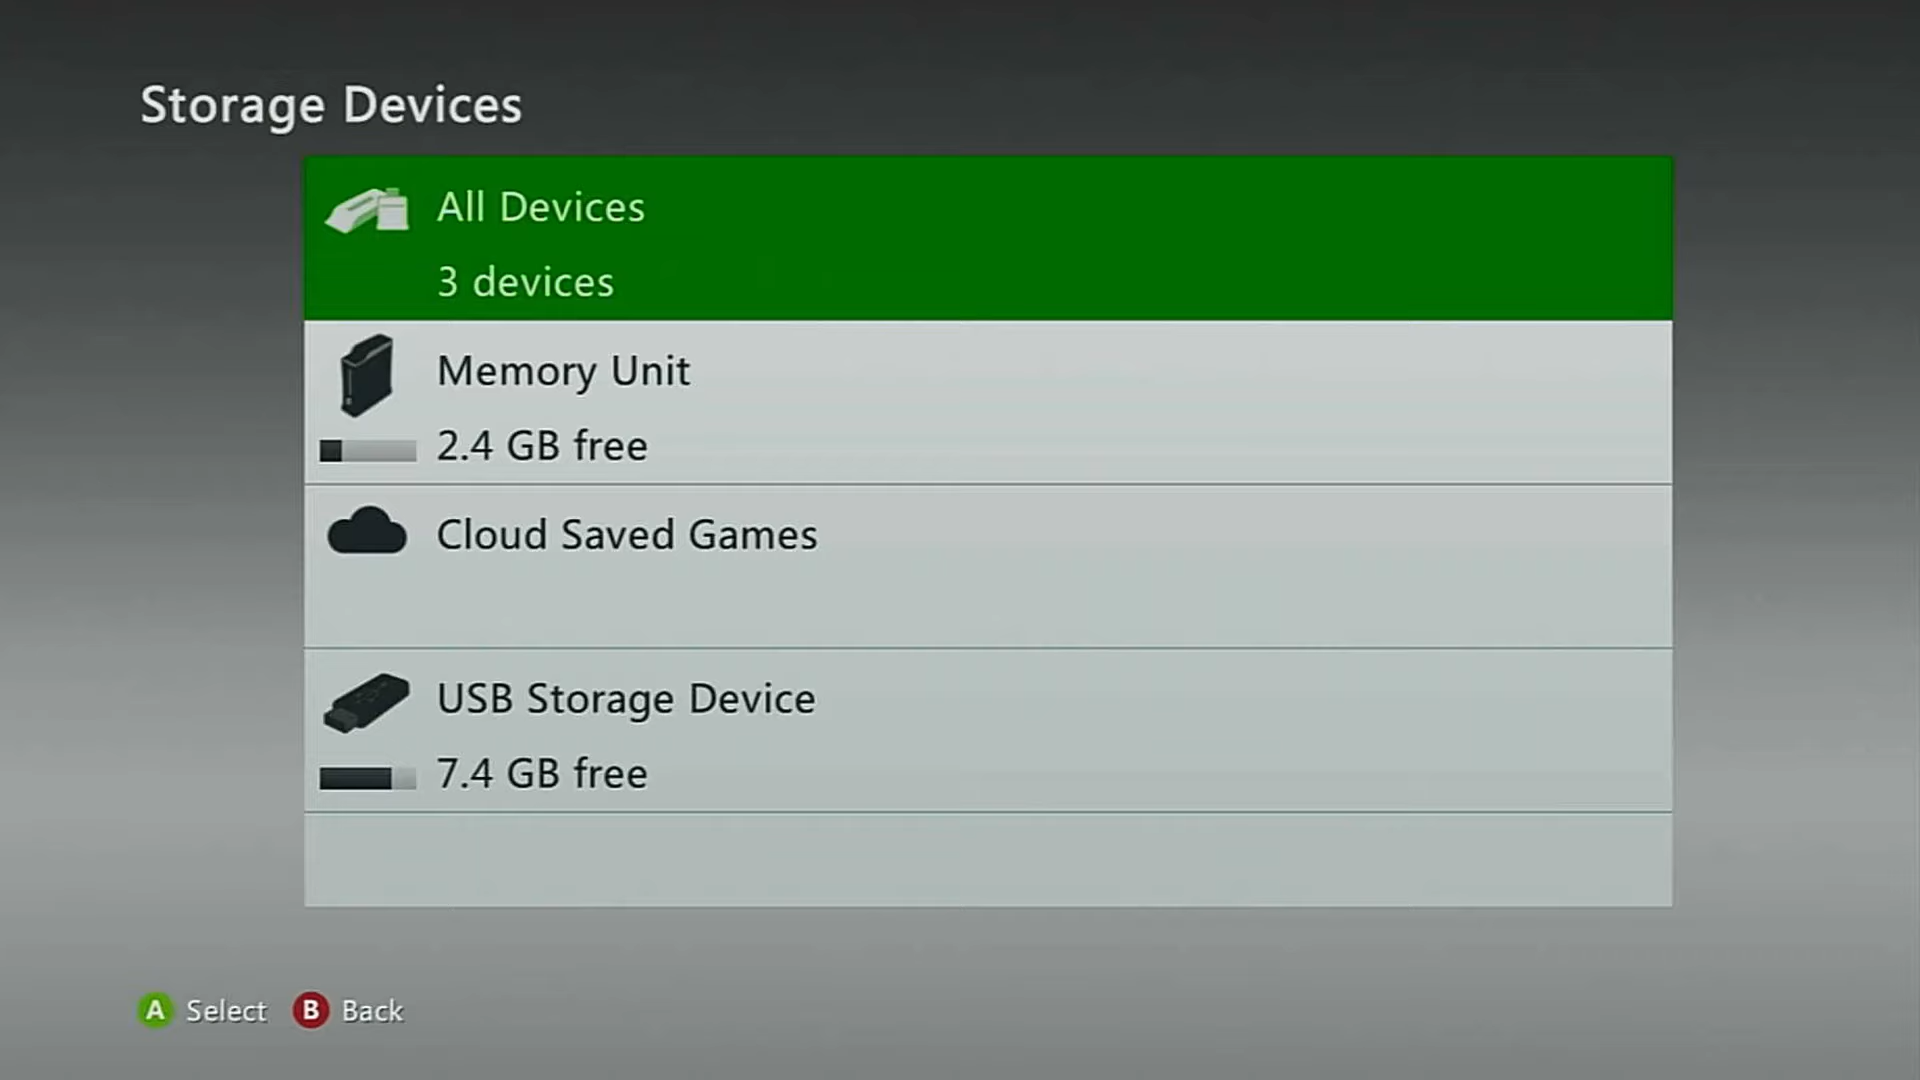 Storage Devices
All Devices
3 devices
Memory Unit
2.4 GB free
Cloud Saved Games
USB Storage Device
7.4 GB free
A Select B Back